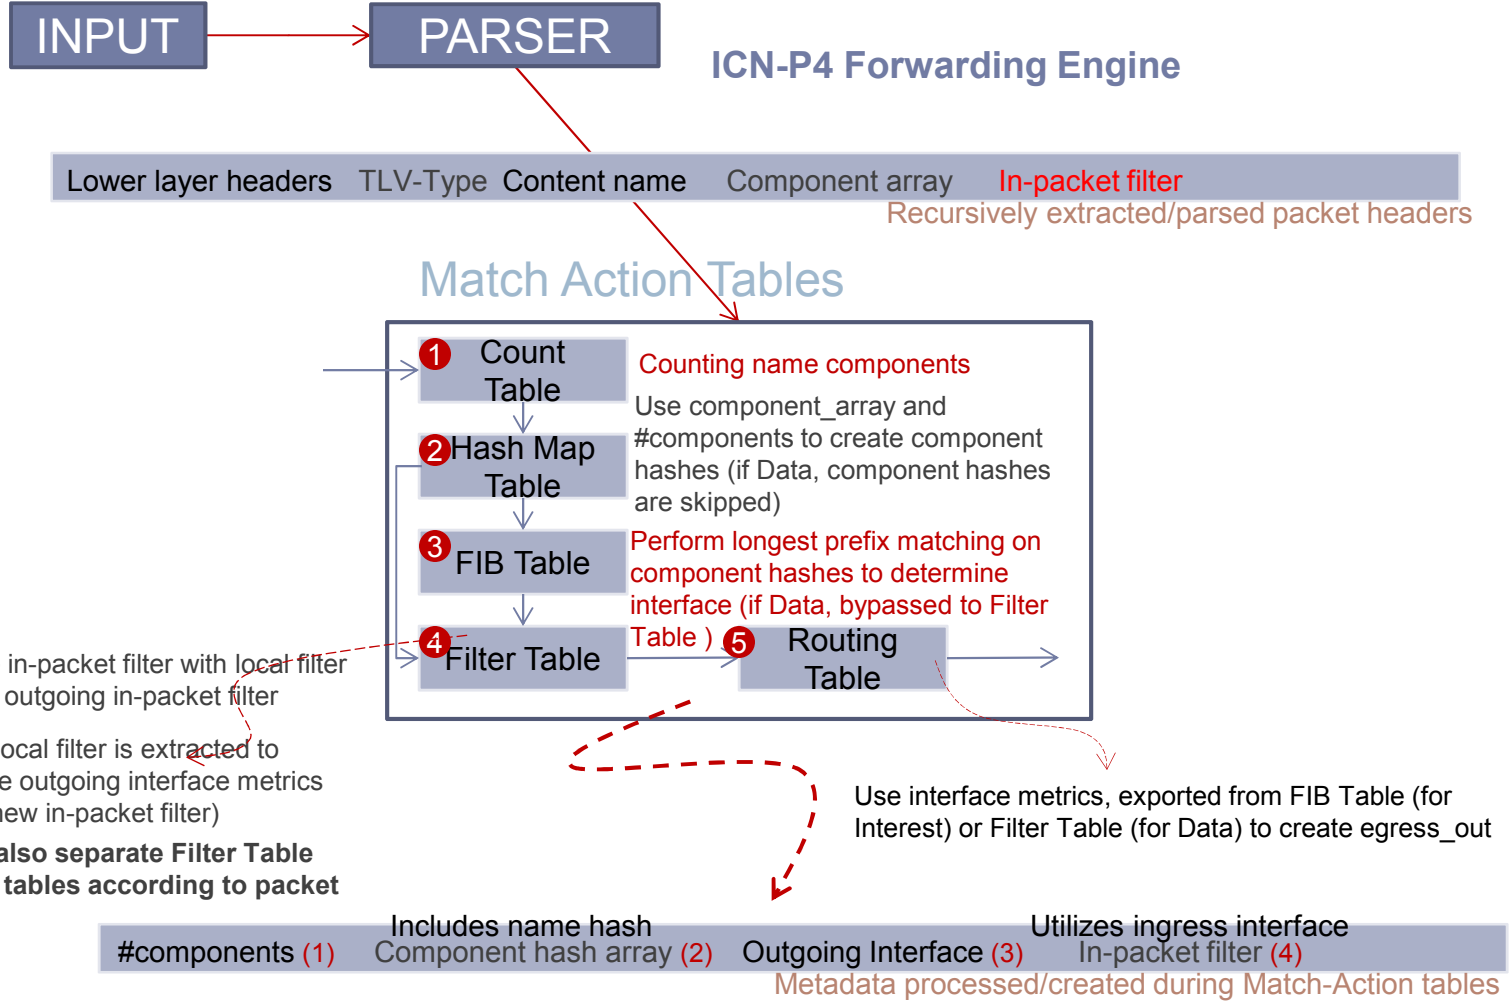 INPUT
PARSER
ICN-P4 Forwarding Engine
Lower layer headers TLV-Type Content name Component array In-packet filter
Recursively extracted/parsed packet headers
Match Action Tables
1 Count
Table
Counting name components
2 Hash Map
Table
Use component_array and
#components to create component
hashes (if Data, component hashes
are skipped)
3 FIB Table
Perform longest prefix matching on
component hashes to determine
interface (if Data, bypassed to Filter
Table )
4 Filter Table
5 Routing
Table
in-packet filter with local filter
outgoing in-packet filter
local filter is extracted to
outgoing interface metrics
new in-packet filter)
also separate Filter Table
tables according to packet
Use interface metrics, exported from FIB Table (for
Interest) or Filter Table (for Data) to create egress_out
Includes name hash
Utilizes ingress interface
#components (1) Component hash array (2) Outgoing Interface (3) In-packet filter (4)
Metadata processed/created during Match-Action tables